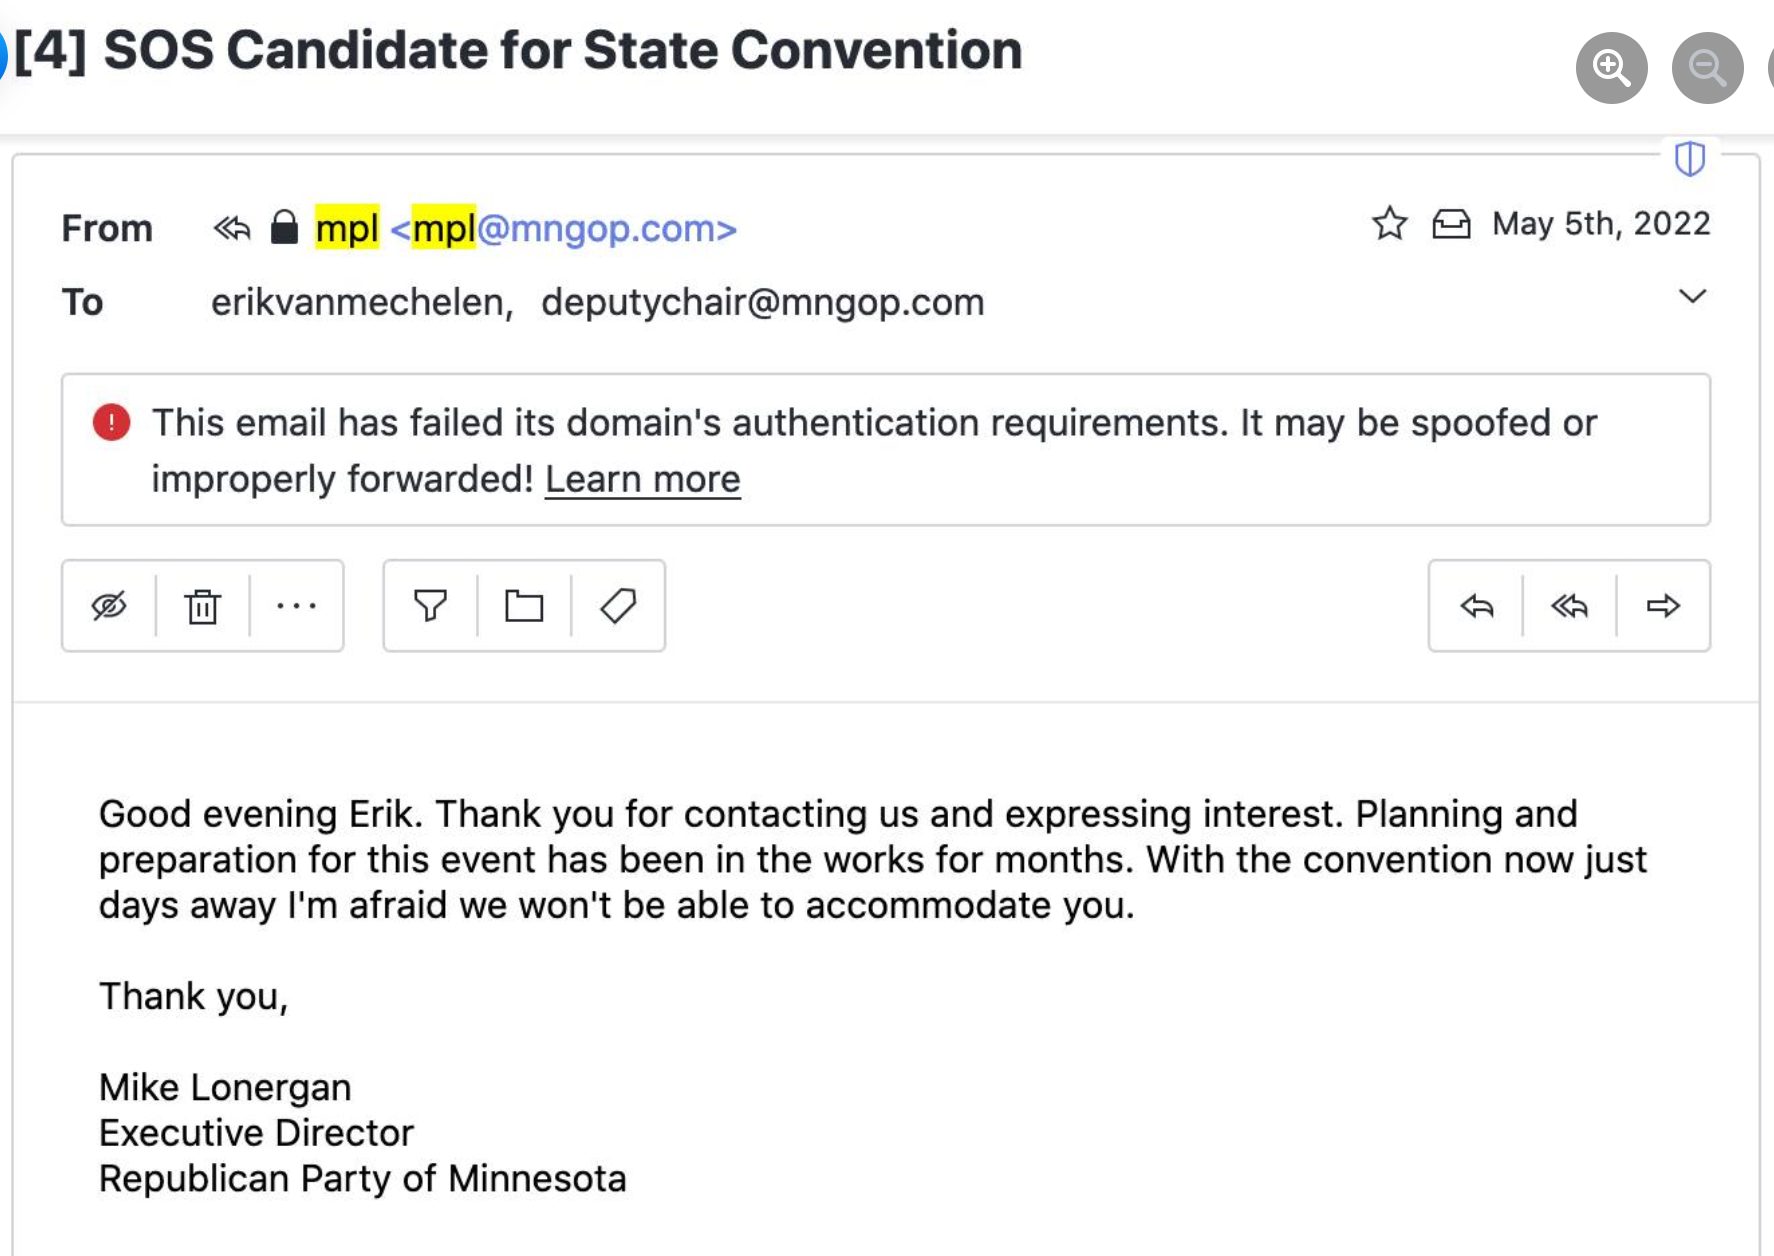 [4] SOS Candidate for State Convention
From mpl <mpl@mngop.com> May 5th, 2022
To erikvanmechelen, deputychair@mngop.com
This email has failed its domain's authentication requirements. It may be spoofed or
improperly forwarded! Learn more
Good evening Erik. Thank you for contacting us and expressing interest. Planning and
preparation for this event has been in the works for months. With the convention now just
days away I'm afraid we won't be able to accommodate you.
Thank you,
Mike Lonergan
Executive Director
Republican Party of Minnesota